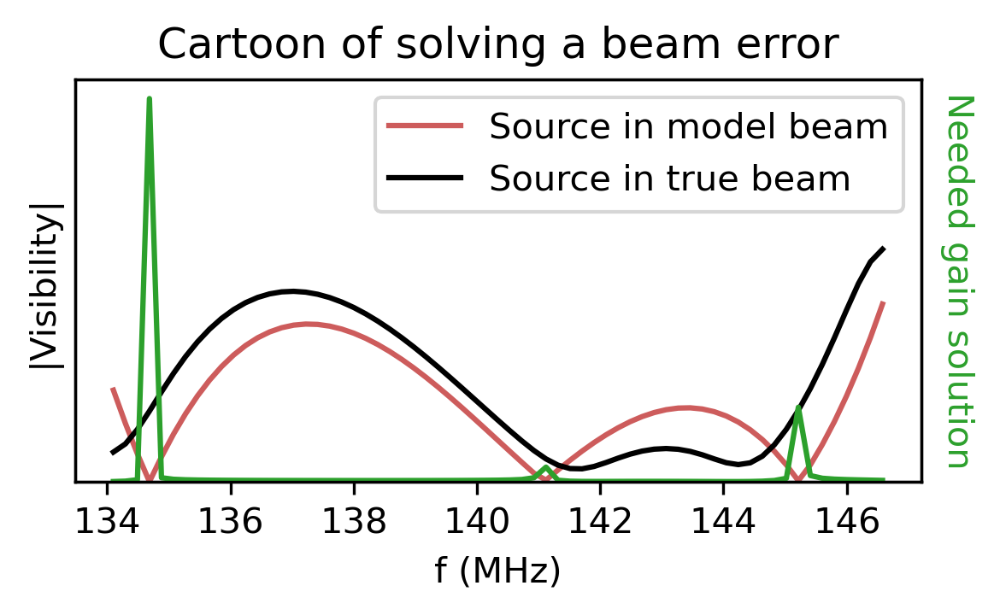 Cartoon of solving a beam error
Source in model beam
Source in true beam
|Visibility|
Needed gain solution
134 136 138 140 142 144 146
f (MHz)